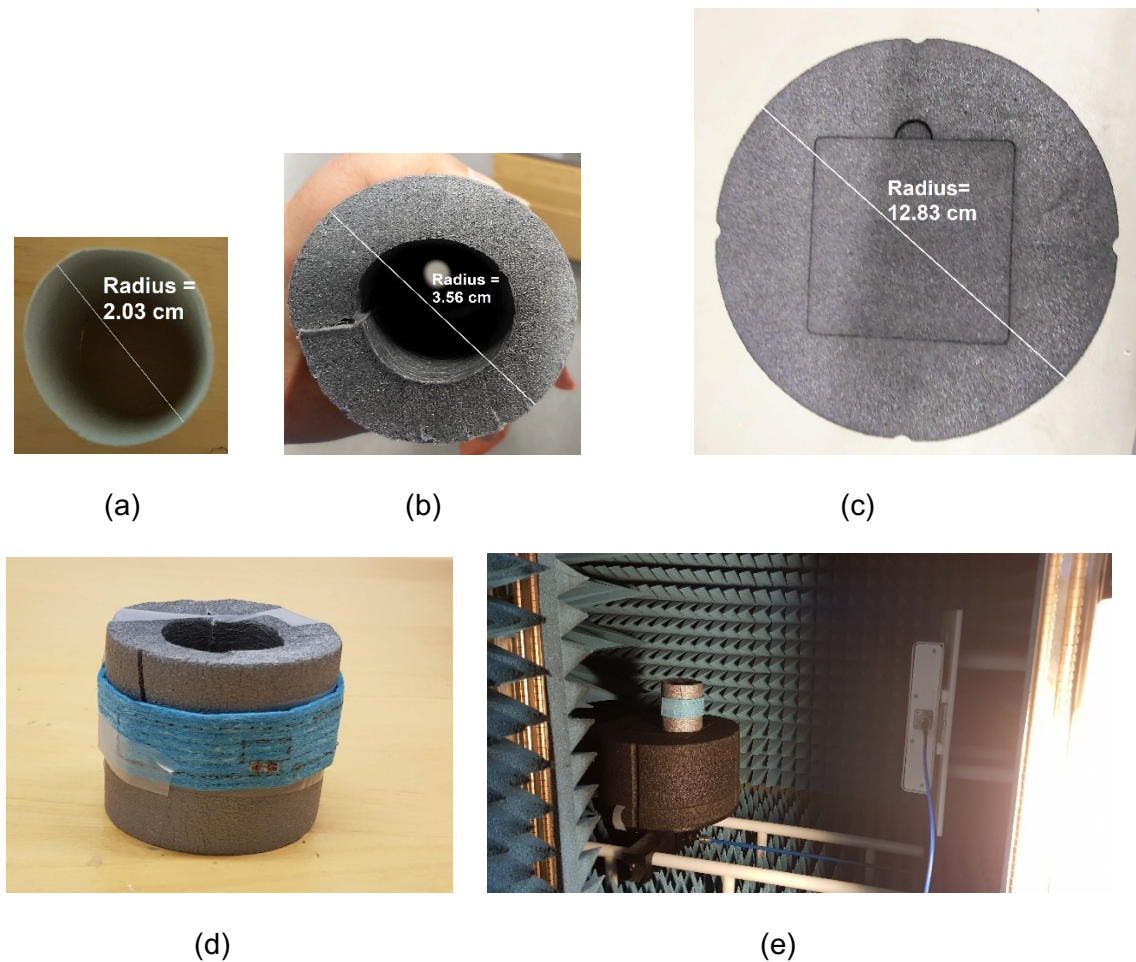 Radius =
2.03 cm
Radius =
3.56 cm
Radius=
12.83 cm
(a)
(b)
(c)
(d)
(e)